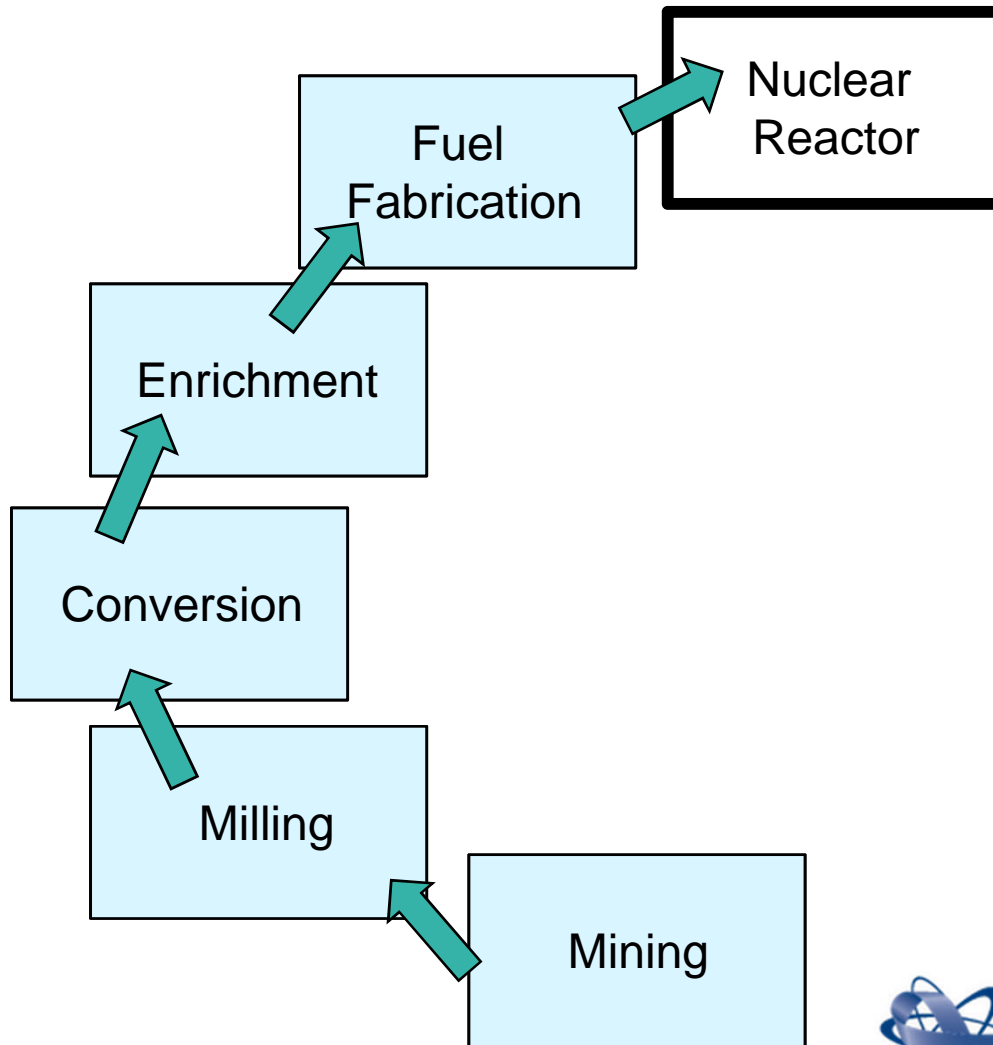 Nuclear
Reactor
Fuel
Fabrication
Enrichment
Conversion
Milling
Mining